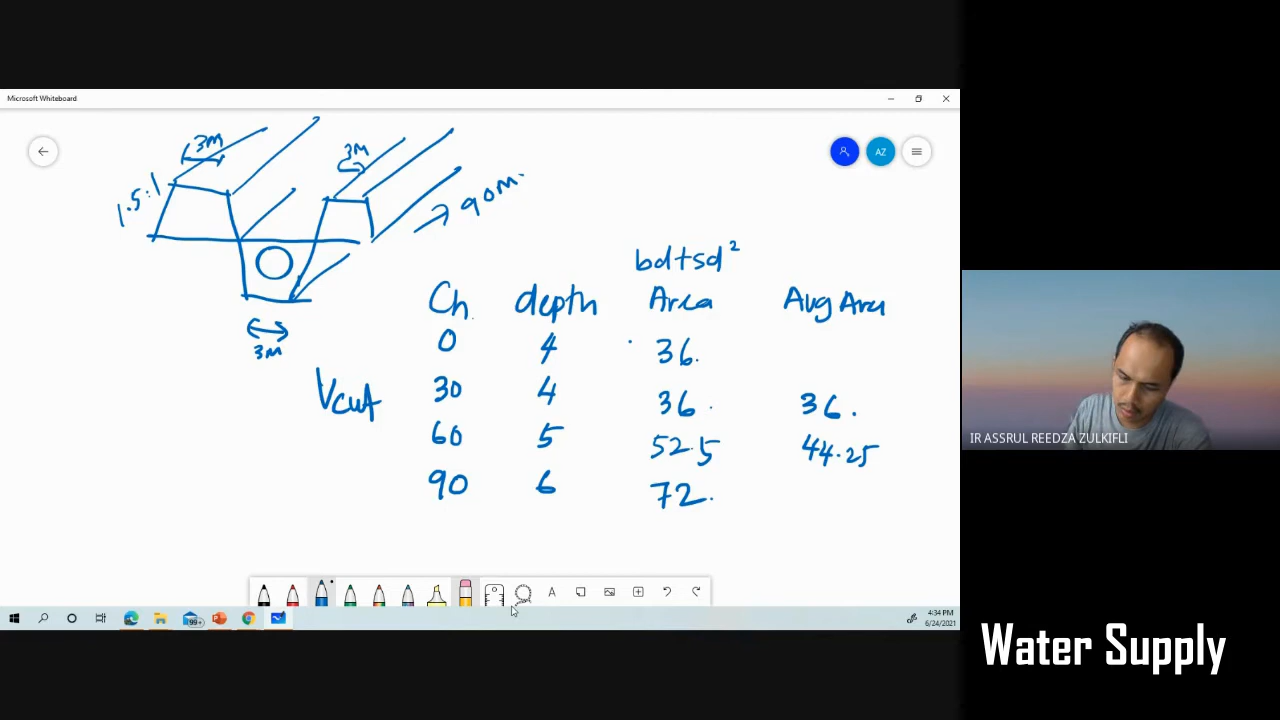 Microsoft Whiteboard
AZ
3M
3M
1.5:1
→ 90m.
3M
bd+sd²
Ch. depth Area Avg Area
0 4 36.
Vcut
30 4 36. 36.
60 5 52.5 44.25
90 6 72.
A
99+
4:34 PM
6/24/2021
IR ASSRUL REEDZA ZULKIFLI
Water Supply